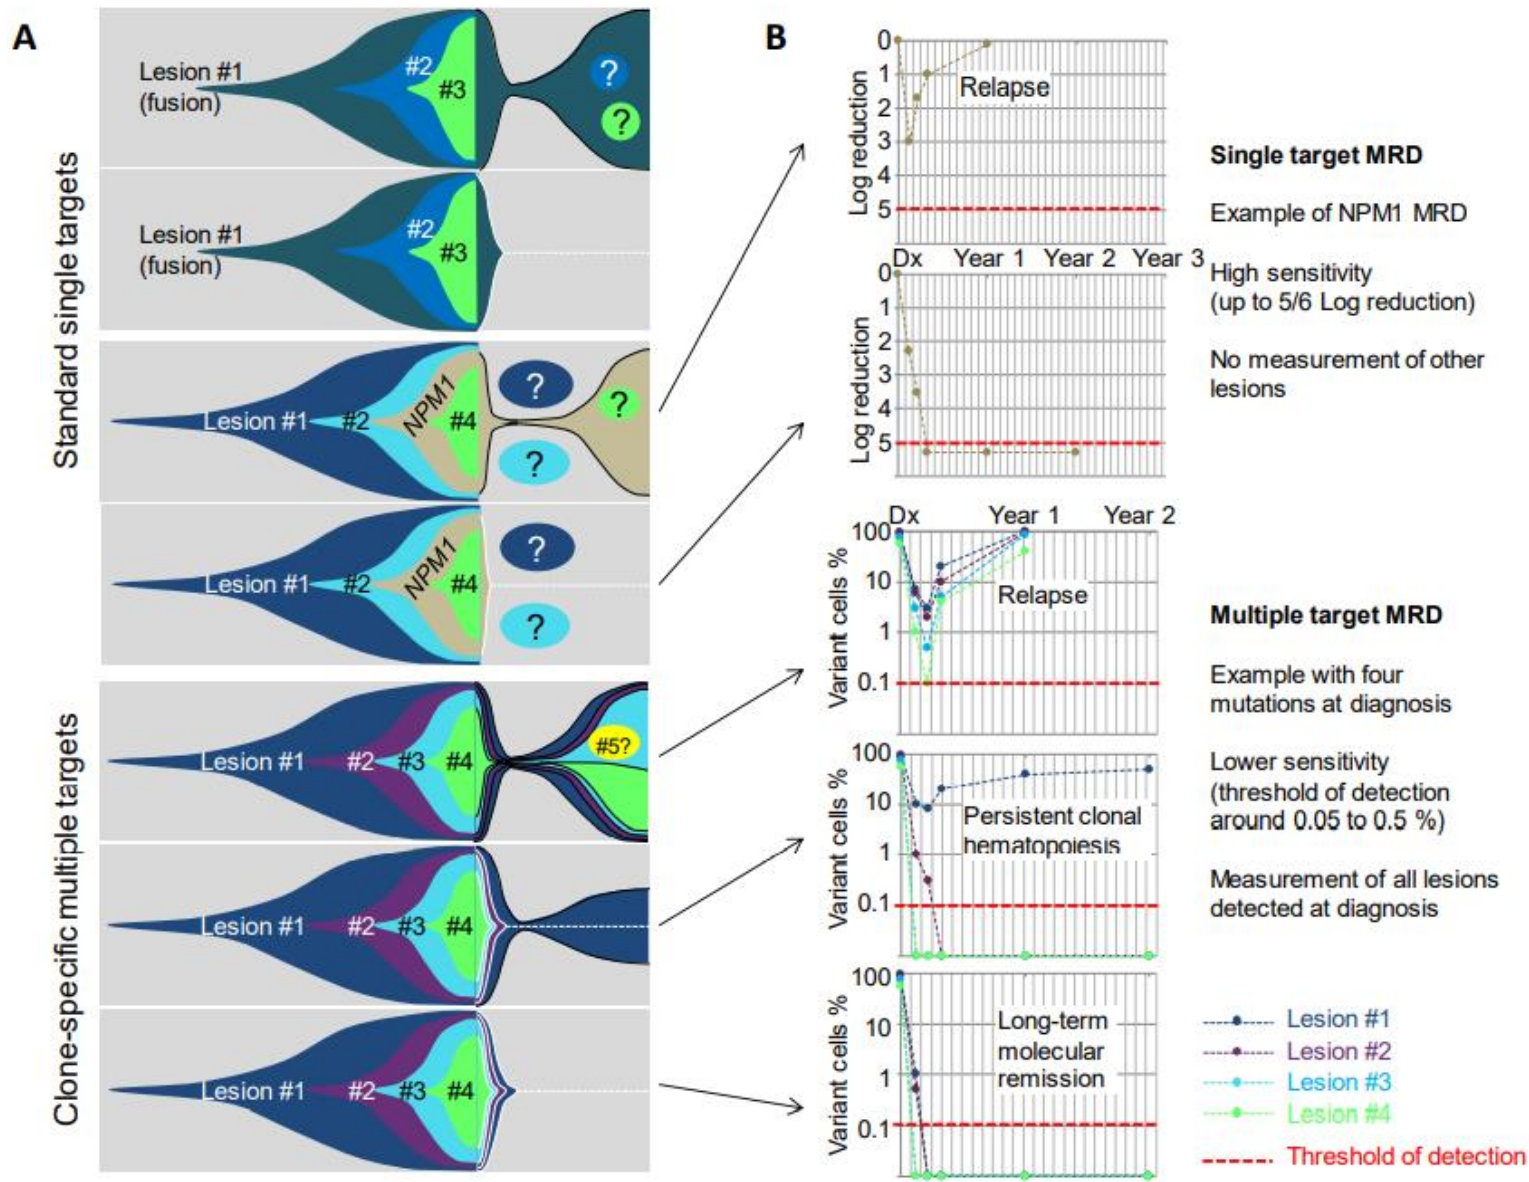 A
Standard single targets
Lesion #1
(fusion)
#2
#3
?
?
Lesion #1
(fusion)
#2
#3
Lesion #1
#2
NPM1
#4
?
?
?
Lesion #1
#2
NPM1
#4
?
?
Clone-specific multiple targets
Lesion #1
#2
#3
#4
#5?
Lesion #1
#2
#3
#4
Lesion #1
#2
#3
#4
B
Log reduction
0
1
2
3
4
5
Relapse
Dx Year 1 Year 2 Year 3
Log reduction
0
1
2
3
4
5
Dx Year 1 Year 2
Variant cells %
100
10
1
0.1
Relapse
Variant cells %
100
10
1
0.1
Persistent clonal
hematopoiesis
Variant cells %
100
10
1
0.1
Long-term
molecular
remission
Single target MRD
Example of NPM1 MRD
High sensitivity
(up to 5/6 Log reduction)
No measurement of other
lesions
Multiple target MRD
Example with four
mutations at diagnosis
Lower sensitivity
(threshold of detection
around 0.05 to 0.5 %)
Measurement of all lesions
detected at diagnosis
Lesion #1
Lesion #2
Lesion #3
Lesion #4
Threshold of detection